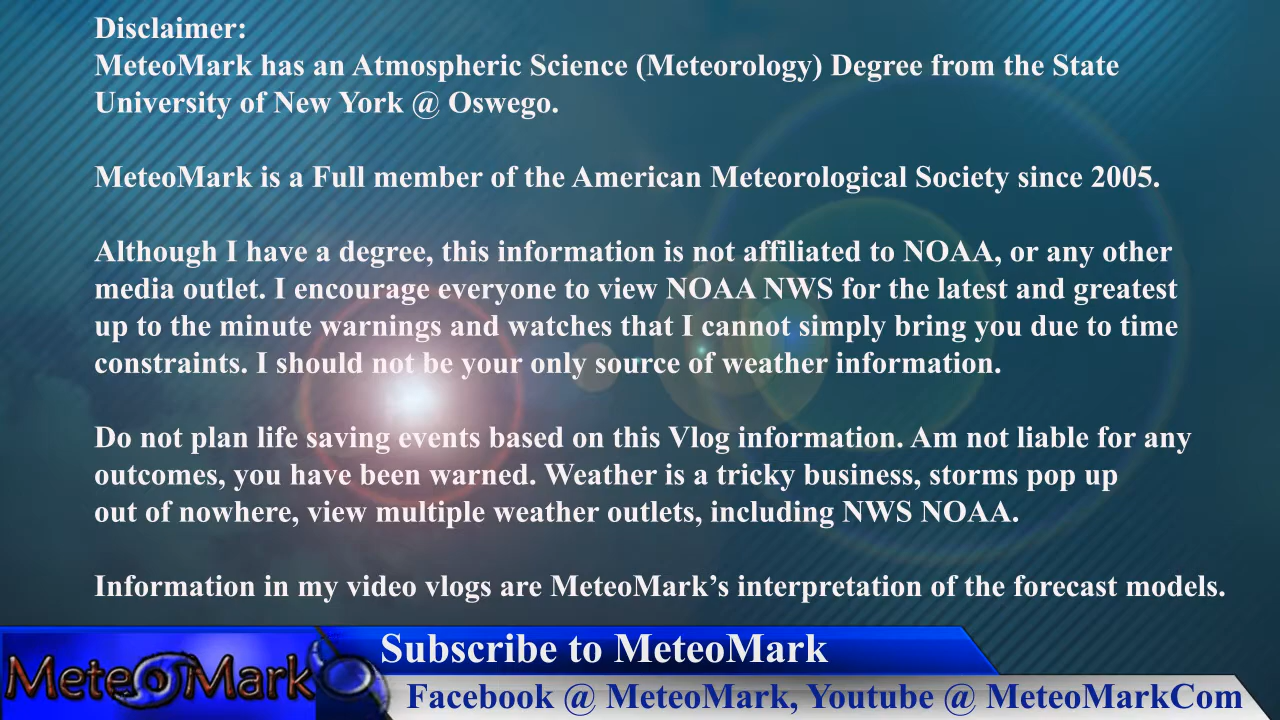 Disclaimer:
MeteoMark has an Atmospheric Science (Meteorology) Degree from the State
University of New York @ Oswego.
MeteoMark is a Full member of the American Meteorological Society since 2005.
Although I have a degree, this information is not affiliated to NOAA, or any other
media outlet. I encourage everyone to view NOAA NWS for the latest and greatest
up to the minute warnings and watches that I cannot simply bring you due to time
constraints. I should not be your only source of weather information.
Do not plan life saving events based on this Vlog information. Am not liable for any
outcomes, you have been warned. Weather is a tricky business, storms pop up
out of nowhere, view multiple weather outlets, including NWS NOAA.
Information in my video vlogs are MeteoMark’s interpretation of the forecast models.
Subscribe to MeteoMark
MeteoMark
Facebook @ MeteoMark, Youtube @ MeteoMarkCom